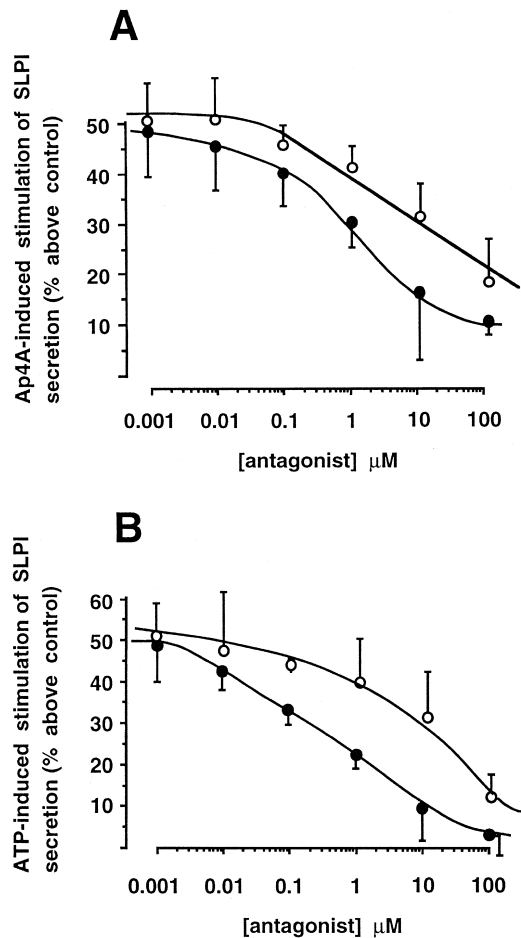 A
Ap4A-induced stimulation of SLPI
secretion (% above control)
50
40
30
20
10
0.001 0.01 0.1 1 10 100
[antagonist] μM
B
ATP-induced stimulation of SLPI
secretion (% above control)
60
50
40
30
20
10
0.001 0.01 0.1 1 10 100
[antagonist] μM